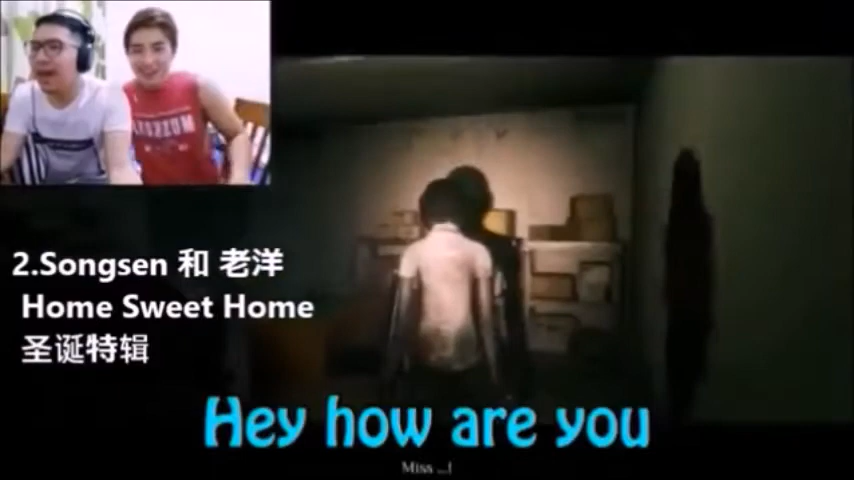 2.Songsen 和 老洋
Home Sweet Home
圣诞特辑
Hey how are you
Miss ...!